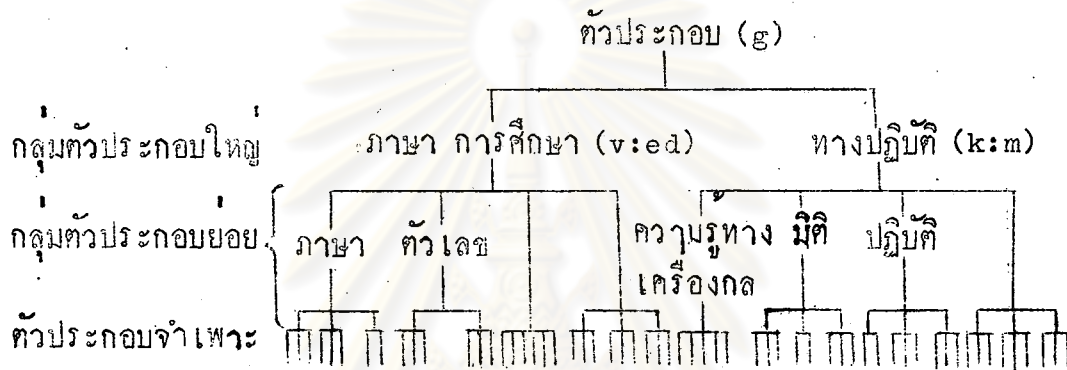 ตัวประกอบ (g)
กลุ่มตัวประกอบใหญ่ ภาษา การศึกษา (v:ed) ทางปฏิบัติ (k:m)
กลุ่มตัวประกอบย่อย ภาษา ตัวเลข ความรู้ทาง มิติ ปฏิบัติ
เครื่องกล
ตัวประกอบจำเพาะ